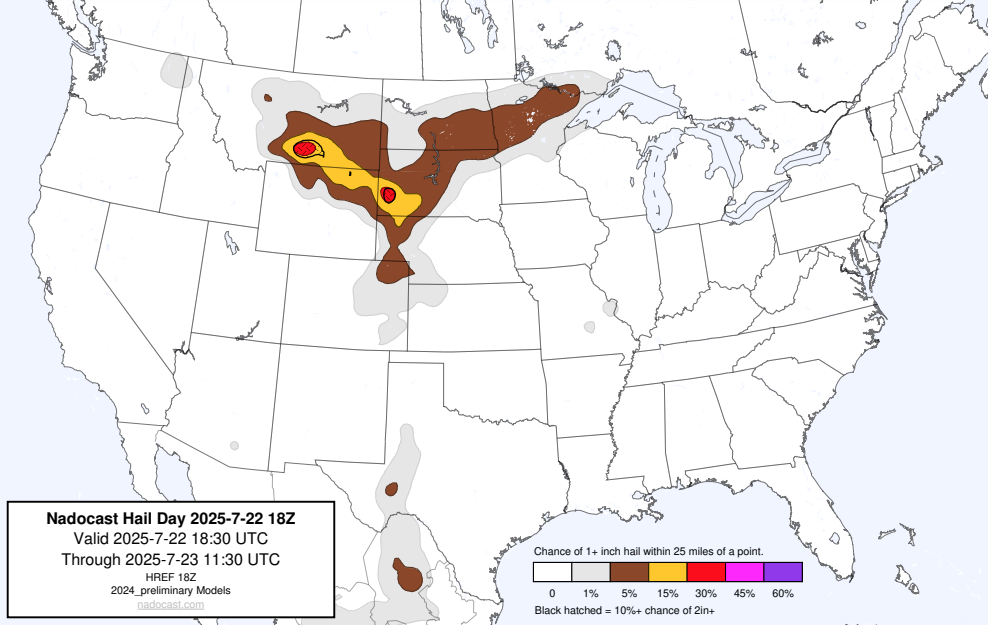 Nadocast Hail Day 2025-7-22 18Z
Valid 2025-7-22 18:30 UTC
Through 2025-7-23 11:30 UTC
HREF 18Z
2024_preliminary Models
nadocast.com
Chance of 1+ inch hail within 25 miles of a point.
0 1% 5% 15% 30% 45% 60%
Black hatched = 10%+ chance of 2in+